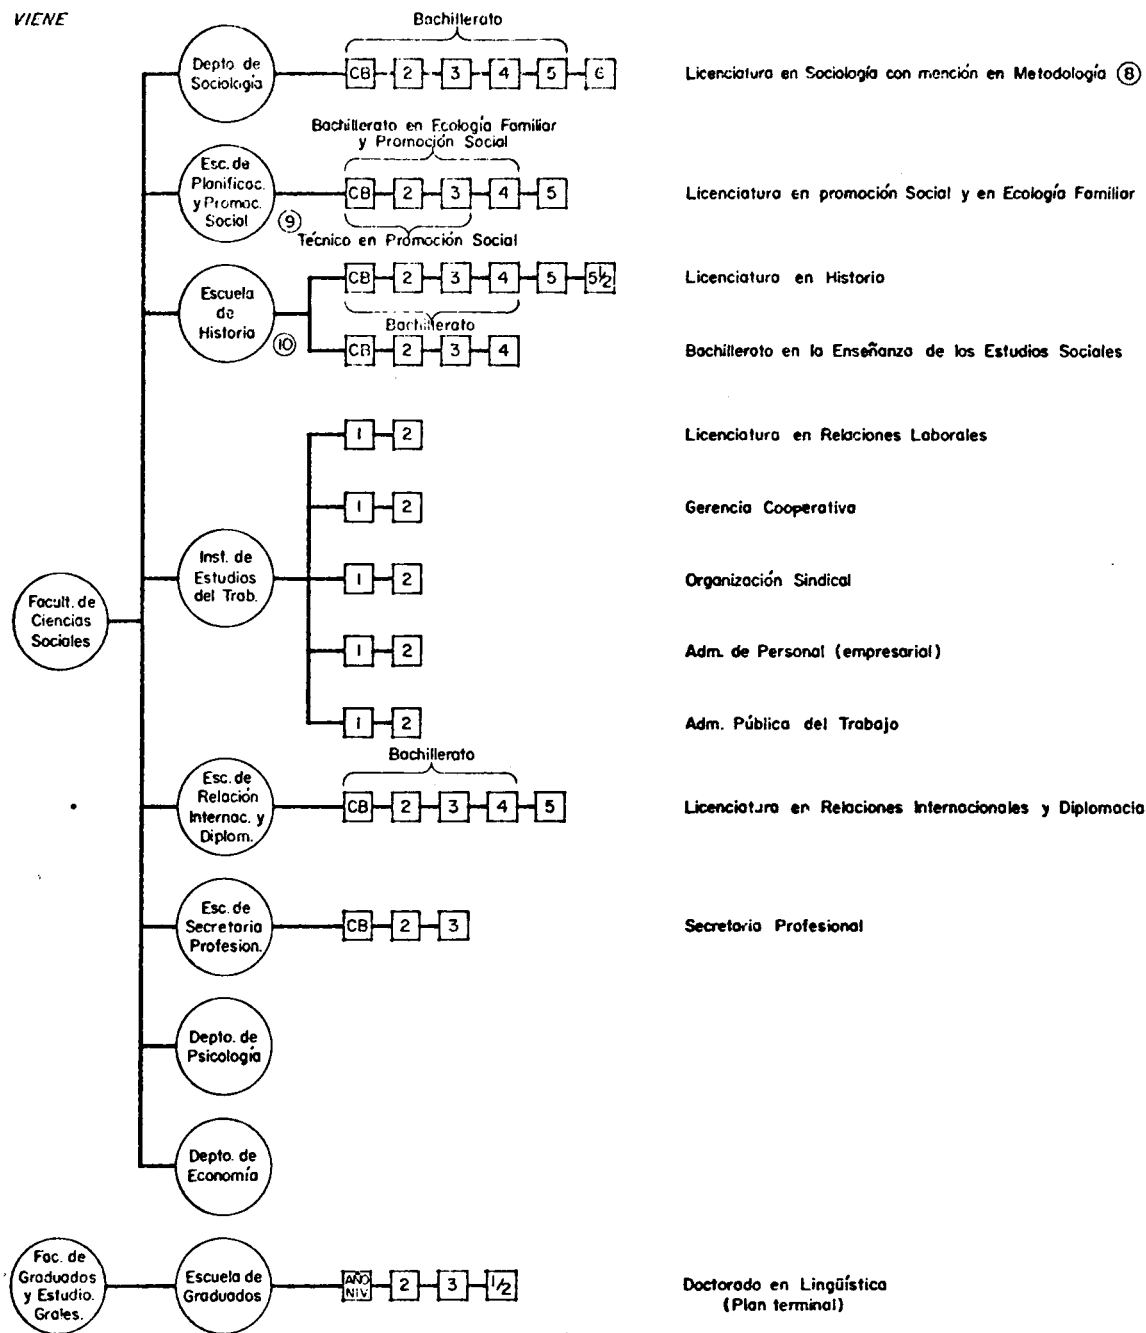 VIENE
Bachillerato
Depto. de
Sociología
CB 2 3 4 5 6
Licenciatura en Sociología con mención en Metodología 8
Bachillerato en Ecología Familiar
y Promoción Social
Esc. de
Planificac.
y Promoc.
Social
9
CB 2 3 4 5
Licenciatura en promoción Social y en Ecología Familiar
Técnico en Promoción Social
Escuela
de
Historia
10
CB 2 3 4 5 5 1/2
Licenciatura en Historia
Bachillerato
CB 2 3 4
Bachillerato en la Enseñanza de los Estudios Sociales
1 2
Licenciatura en Relaciones Laborales
1 2
Gerencia Cooperativa
Inst. de
Estudios
del Trab.
1 2
Organización Sindical
Facult. de
Ciencias
Sociales
1 2
Adm. de Personal (empresarial)
1 2
Adm. Pública del Trabajo
Bachillerato
Esc. de
Relación
Internac. y
Diplom.
CB 2 3 4 5
Licenciatura en Relaciones Internacionales y Diplomacia
Esc. de
Secretaria
Profesion.
CB 2 3
Secretaria Profesional
Depto. de
Psicología
Depto. de
Economía
Fac. de
Graduados
y Estudio.
Grales.
Escuela de
Graduados
AÑO
NIV
2 3 1/2
Doctorado en Lingüística
(Plan terminal)